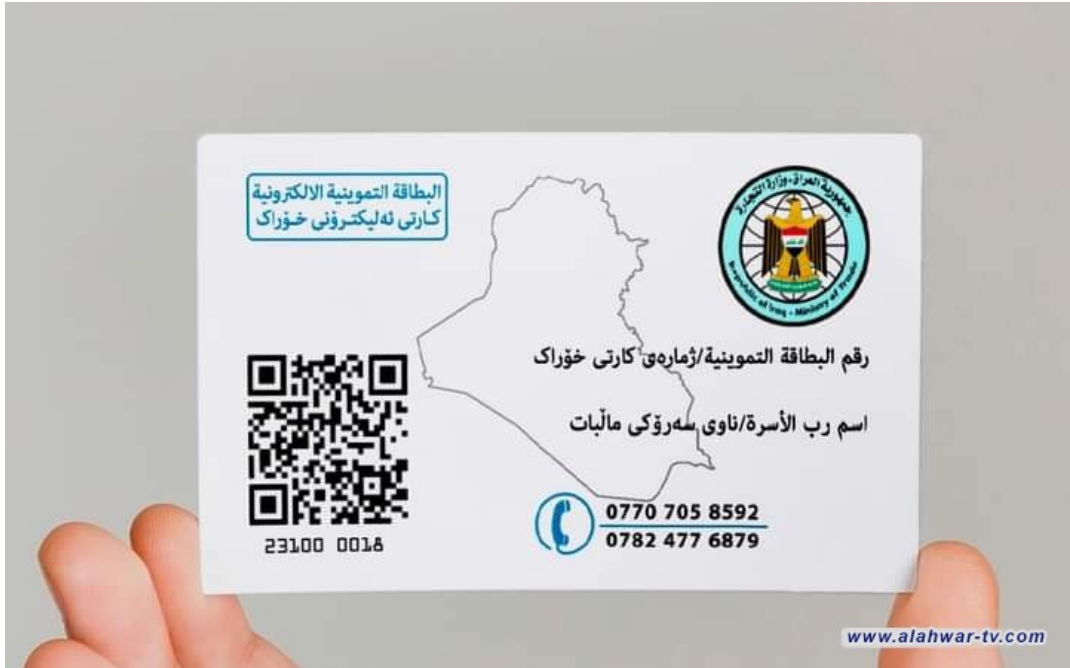 البطاقة التموينية الالكترونية
كارتی ئەلیکترۆنی خۆراک
جمهورية العراق - وزارة التجارة
Republic of Iraq - Ministry of Trade
رقم البطاقة التموينية/ژمارەی کارتی خۆراک
اسم رب الأسرة/ناوی سەرۆکی ماڵبات
0770 705 8592
0782 477 6879
23100 0018
www.alahwar-tv.com